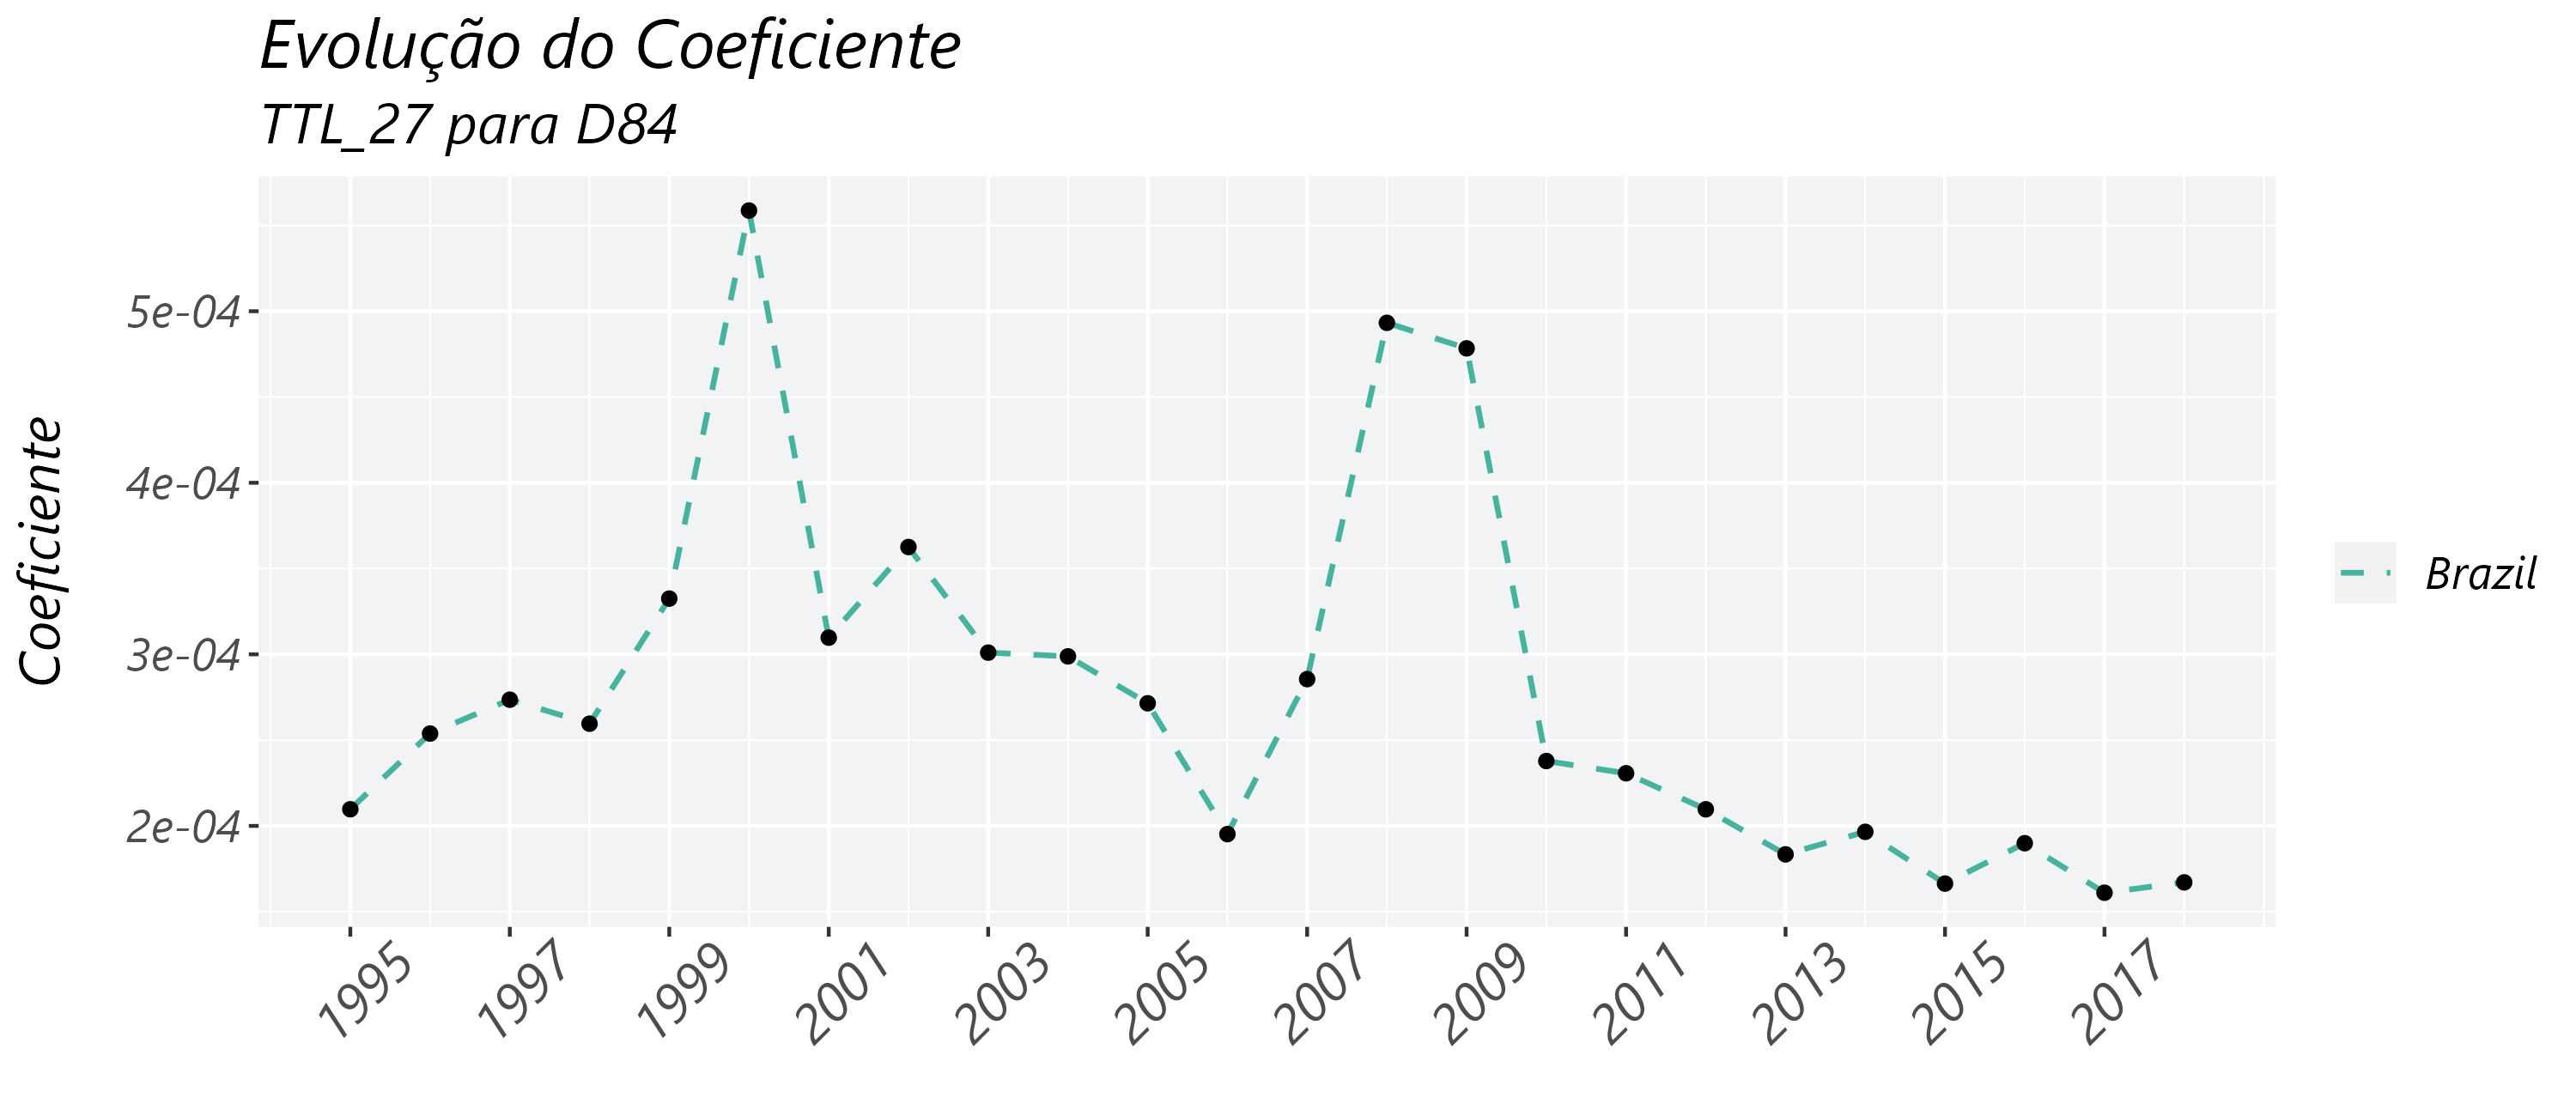 Evolução do Coeficiente
TTL_27 para D84
Coeficiente
5e-04
4e-04
3e-04
2e-04
1995
1997
1999
2001
2003
2005
2007
2009
2011
2013
2015
2017
Brazil